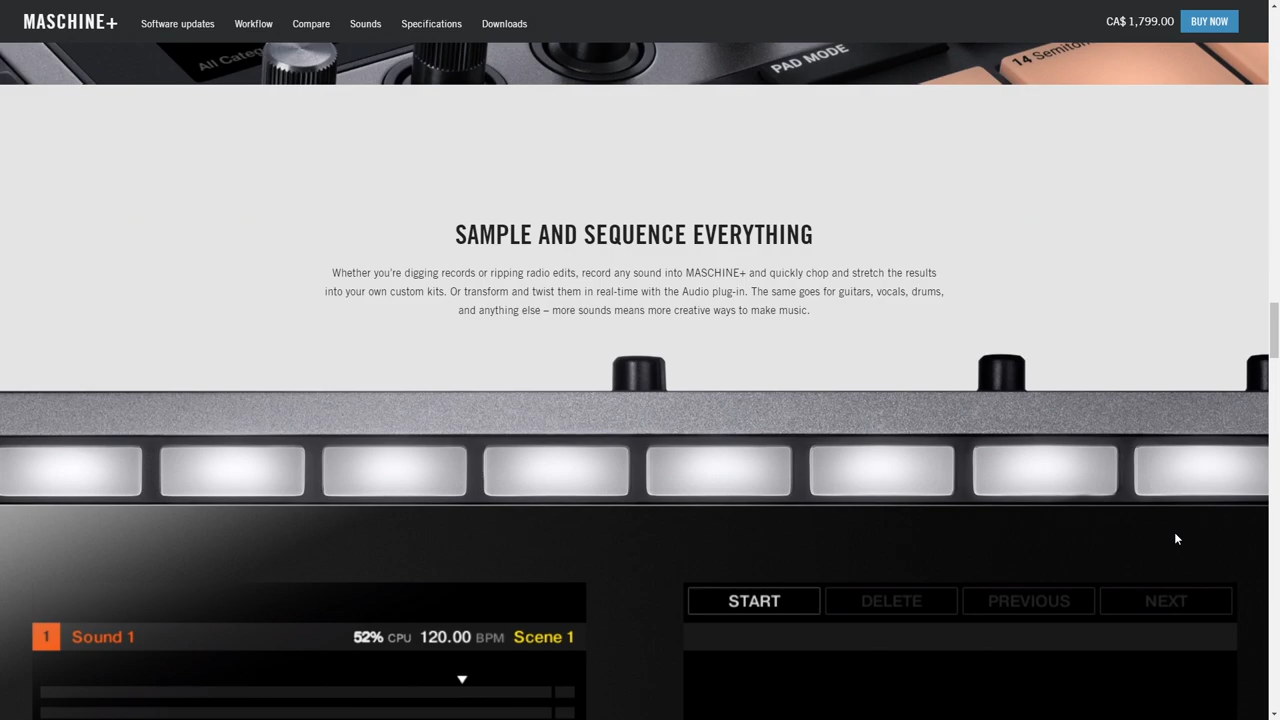 MASCHINE+
Software updates
Workflow
Compare
Sounds
Specifications
Downloads
CA$ 1,799.00
BUY NOW
All Categ
PAD MODE
14 Semiton
SAMPLE AND SEQUENCE EVERYTHING
Whether you're digging records or ripping radio edits, record any sound into MASCHINE+ and quickly chop and stretch the results
into your own custom kits. Or transform and twist them in real-time with the Audio plug-in. The same goes for guitars, vocals, drums,
and anything else – more sounds means more creative ways to make music.
START
DELETE
PREVIOUS
NEXT
1 Sound 1
52% CPU 120.00 BPM Scene 1